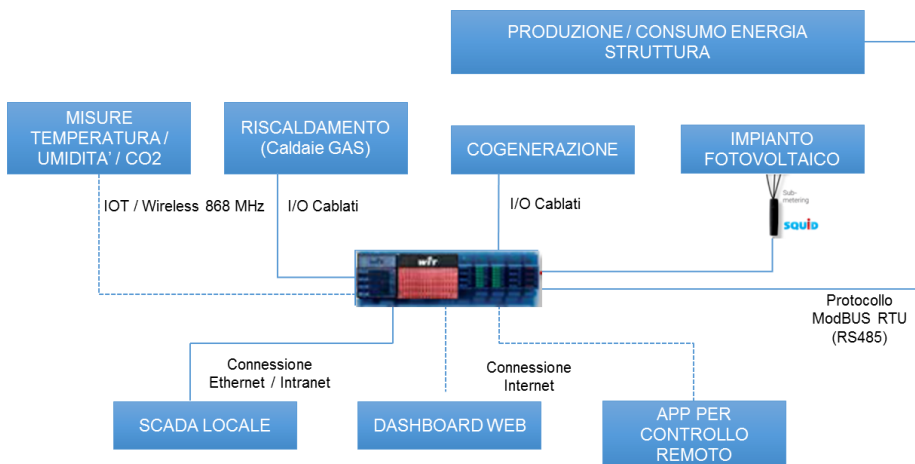 PRODUZIONE / CONSUMO ENERGIA
STRUTTURA
MISURE
TEMPERATURA /
UMIDITA' / CO2
RISCALDAMENTO
(Caldaie GAS)
COGENERAZIONE
IMPIANTO
FOTOVOLTAICO
IOT / Wireless 868 MHz
I/O Cablati
I/O Cablati
Sub-
metering
SQUID
wit
Protocollo
ModBUS RTU
(RS485)
Connessione
Ethernet / Intranet
Connessione
Internet
SCADA LOCALE
DASHBOARD WEB
APP PER
CONTROLLO
REMOTO